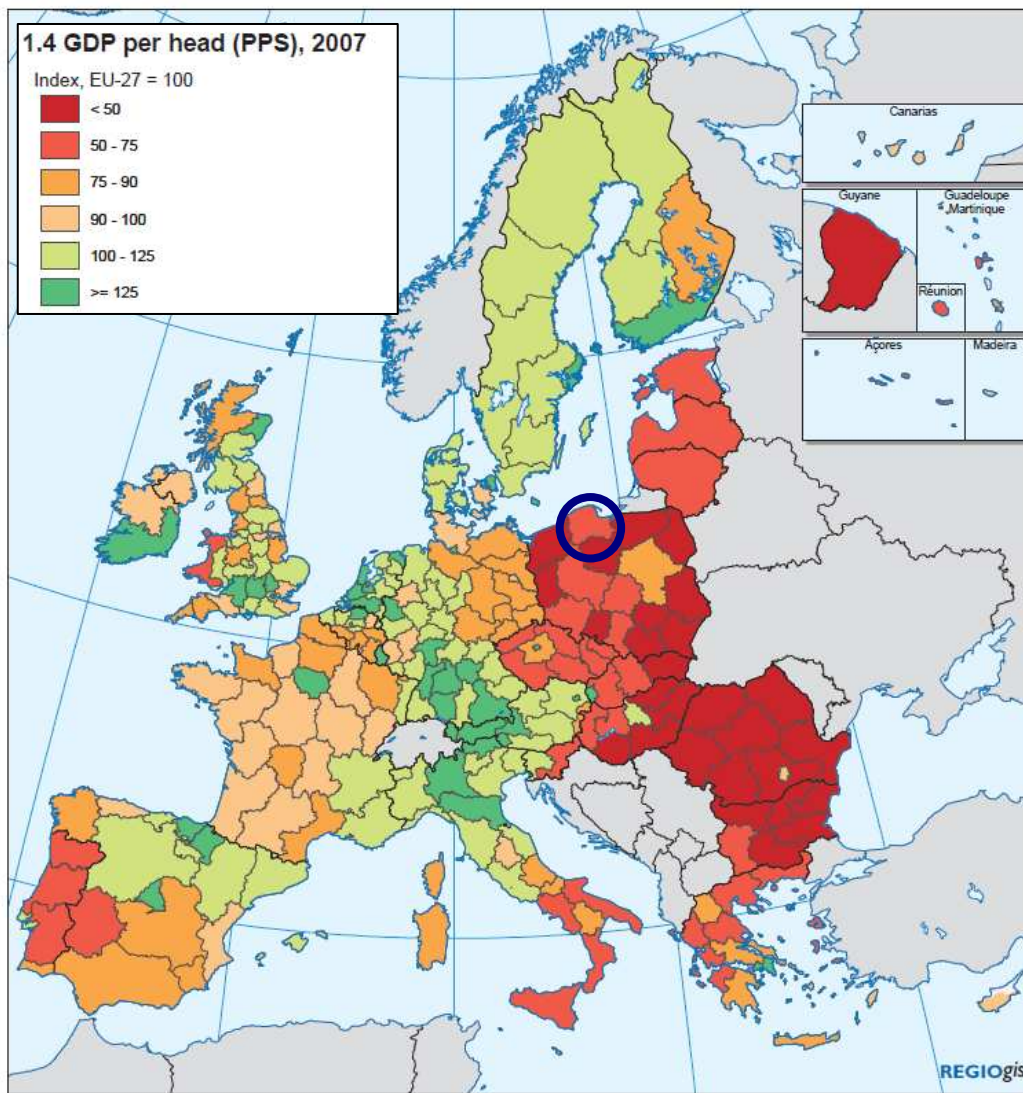 1.4 GDP per head (PPS), 2007
Index, EU-27 = 100
< 50
50 - 75
75 - 90
90 - 100
100 - 125
>= 125
Canarias
Guyane
Guadeloupe
Martinique
Réunion
Açores
Madeira
REGIOgis